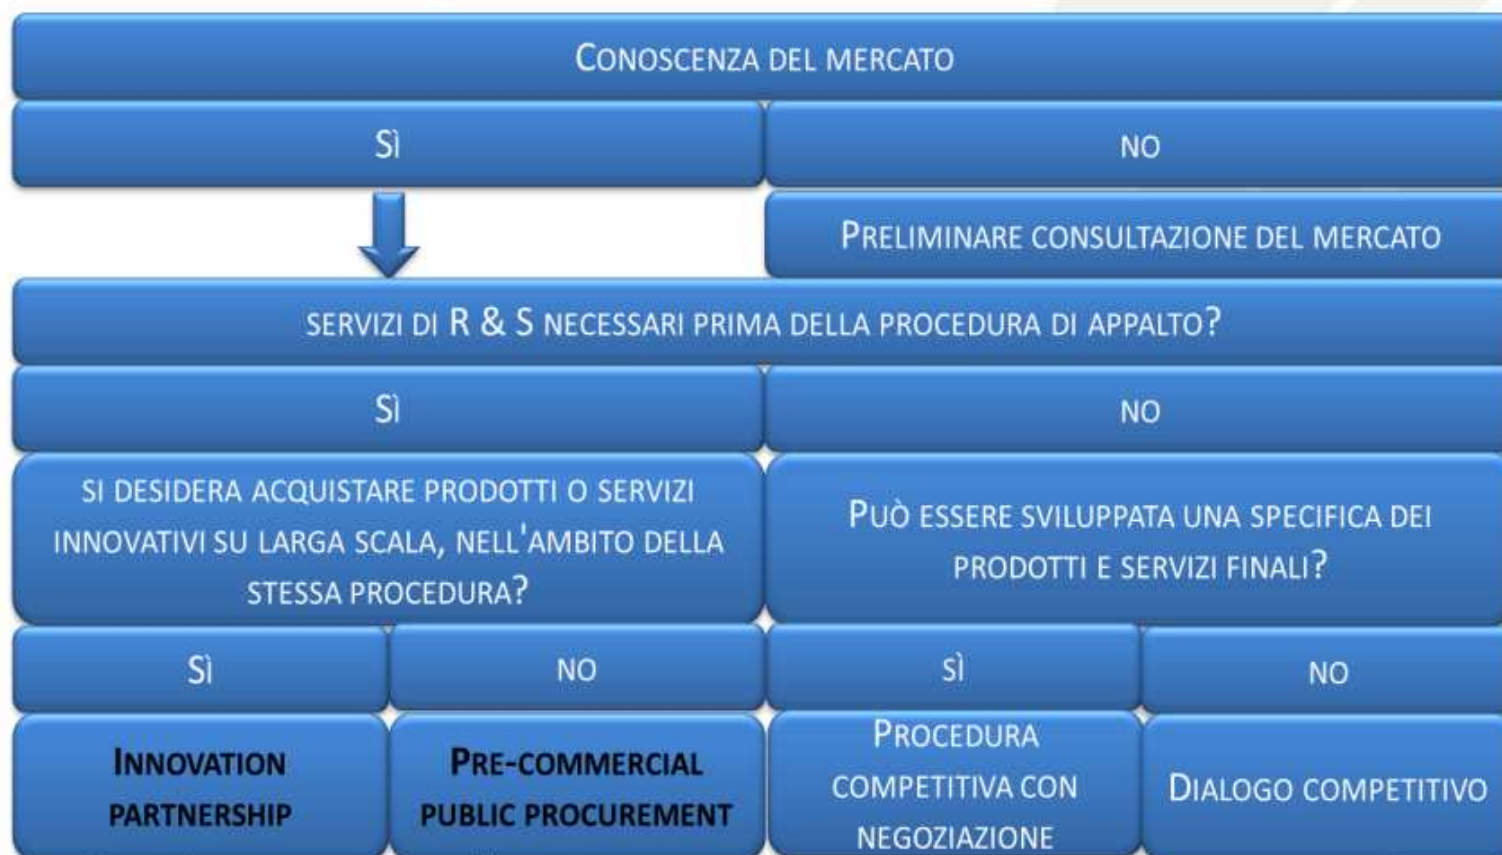 CONOSCENZA DEL MERCATO
SÌ
NO
PRELIMINARE CONSULTAZIONE DEL MERCATO
SERVIZI DI R & S NECESSARI PRIMA DELLA PROCEDURA DI APPALTO?
SÌ
NO
SI DESIDERA ACQUISTARE PRODOTTI O SERVIZI
INNOVATIVI SU LARGA SCALA, NELL'AMBITO DELLA
STESSA PROCEDURA?
PUÒ ESSERE SVILUPPATA UNA SPECIFICA DEI
PRODOTTI E SERVIZI FINALI?
SÌ
NO
SÌ
NO
INNOVATION
PARTNERSHIP
PRE-COMMERCIAL
PUBLIC PROCUREMENT
PROCEDURA
COMPETITIVA CON
NEGOZIAZIONE
DIALOGO COMPETITIVO